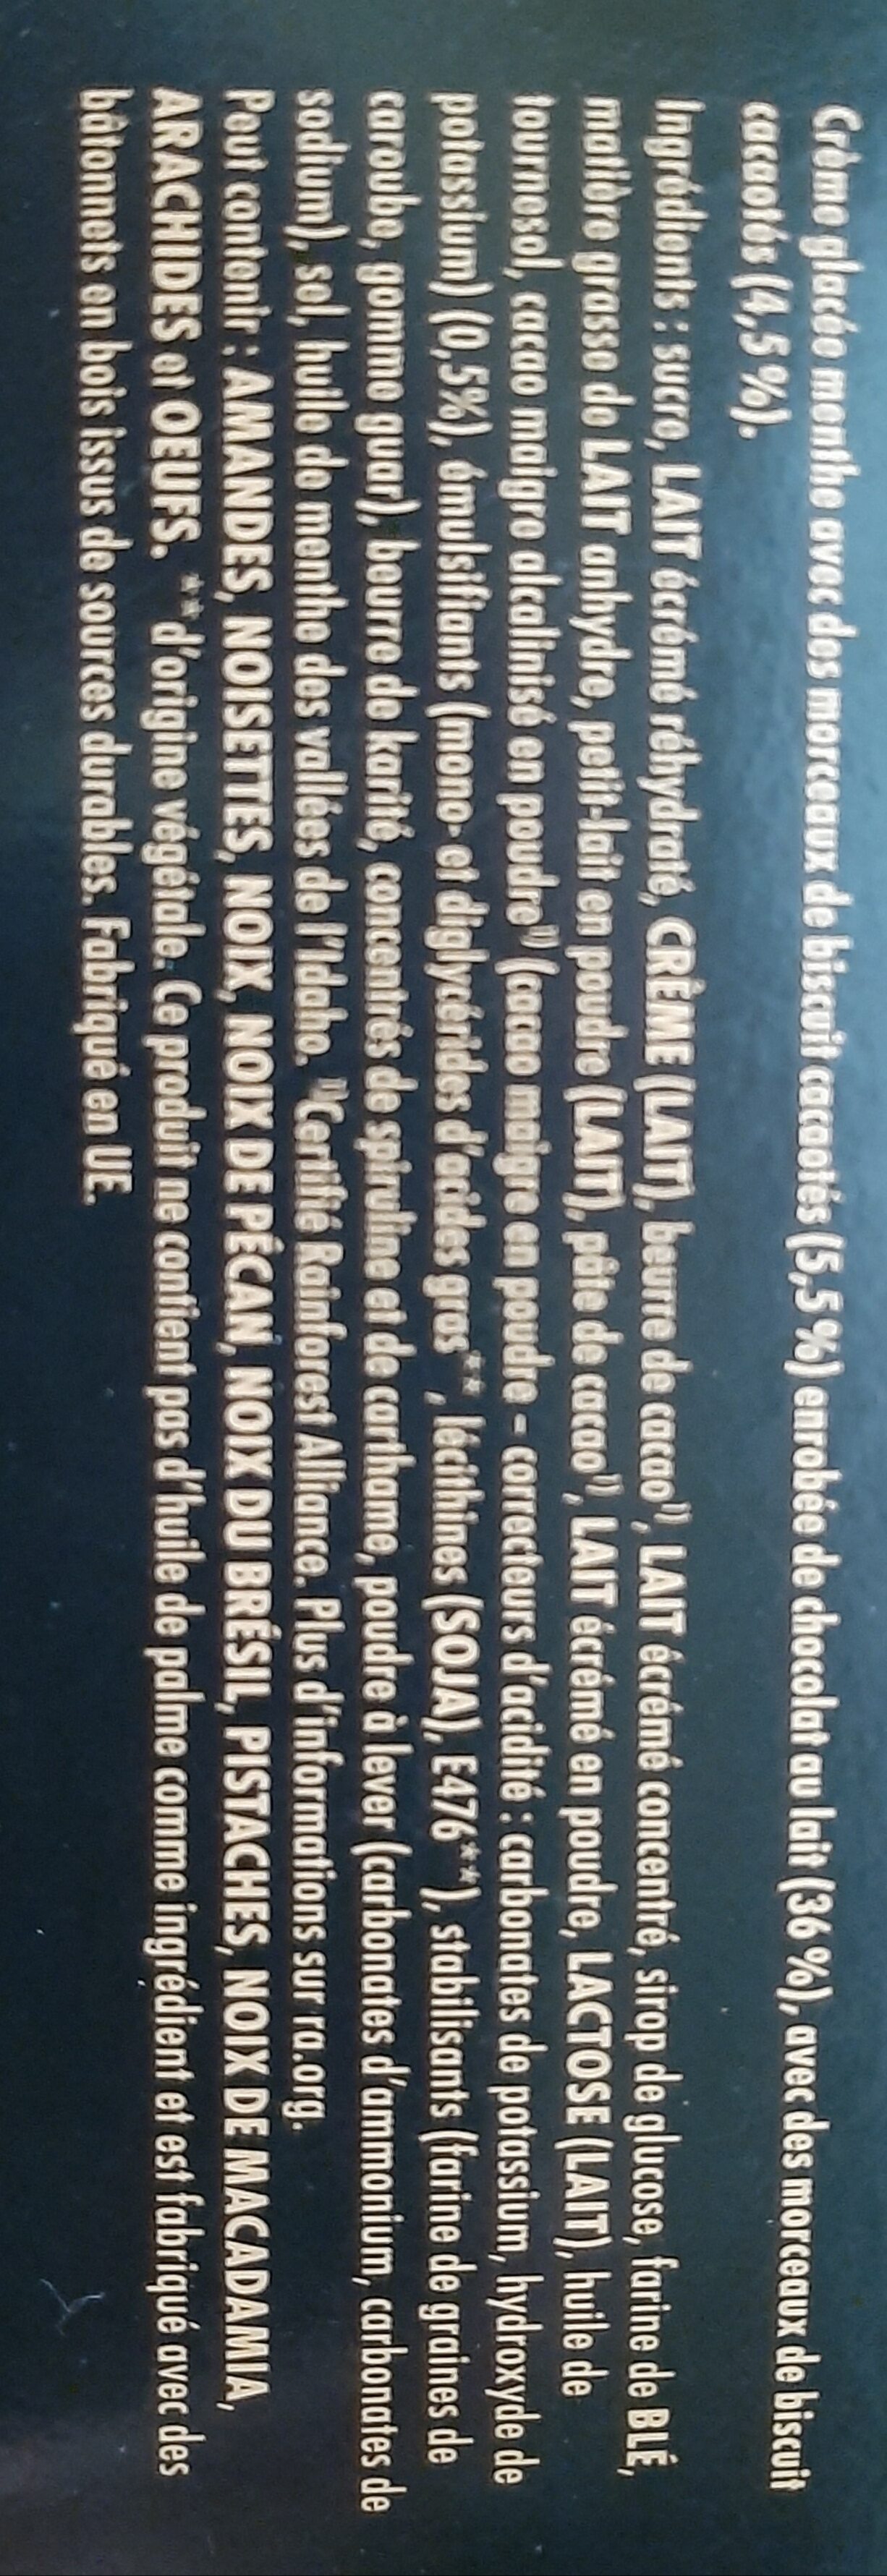 Crème glacée menthe avec des morceaux de biscuit cacaotés (5,5 %) enrobée de chocolat au lait (36 %), avec des morceaux de biscuit
cacaotés (4,5 %).
Ingrédients : sucre, LAIT écrémé réhydraté, CRÈME (LAIT), beurre de cacao¹⁾, LAIT écrémé concentré, sirop de glucose, farine de BLÉ,
matière grasse de LAIT anhydre, petit-lait en poudre (LAIT), pâte de cacao¹⁾, LAIT écrémé en poudre, LACTOSE (LAIT), huile de
tournesol, cacao maigre alcalinisé en poudre¹⁾ (cacao maigre en poudre – correcteurs d'acidité : carbonates de potassium, hydroxyde de
potassium) (0,5%), émulsifiants (mono- et diglycérides d'acides gras**, lécithines (SOJA), E476**), stabilisants (farine de graines de
caroube, gomme guar), beurre de karité, concentrés de spiruline et de carthame, poudre à lever (carbonates d'ammonium, carbonates de
sodium), sel, huile de menthe des vallées de l'Idaho. ¹⁾Certifié Rainforest Alliance. Plus d'informations sur ra.org.
Peut contenir : AMANDES, NOISETTES, NOIX, NOIX DE PÉCAN, NOIX DU BRÉSIL, PISTACHES, NOIX DE MACADAMIA,
ARACHIDES et OEUFS. **d'origine végétale. Ce produit ne contient pas d'huile de palme comme ingrédient et est fabriqué avec des
bâtonnets en bois issus de sources durables. Fabriqué en UE.